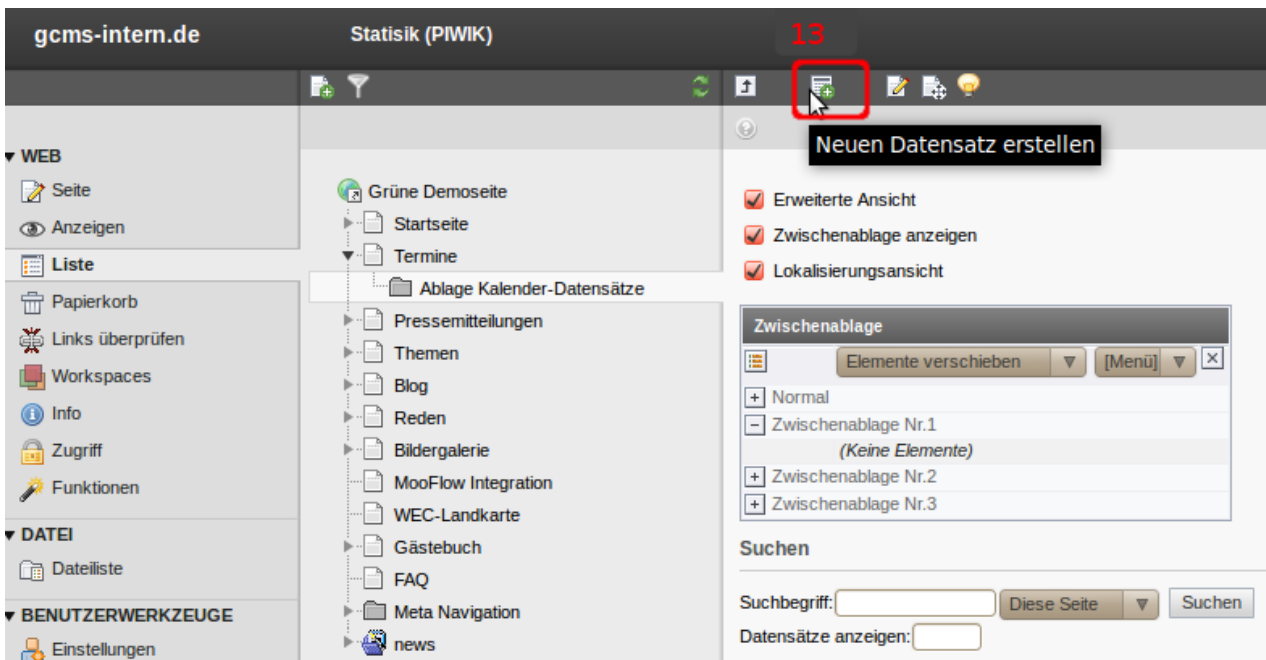 gcms-intern.de
Statisik (PIWIK)
13
Neuen Datensatz erstellen
WEB
Seite
Anzeigen
Liste
Papierkorb
Links überprüfen
Workspaces
Info
Zugriff
Funktionen
DATEI
Dateiliste
BENUTZERWERKZEUGE
Einstellungen
Grüne Demoseite
Startseite
Termine
Ablage Kalender-Datensätze
Pressemitteilungen
Themen
Blog
Reden
Bildergalerie
MooFlow Integration
WEC-Landkarte
Gästebuch
FAQ
Meta Navigation
news
Erweiterte Ansicht
Zwischenablage anzeigen
Lokalisierungsansicht
Zwischenablage
Elemente verschieben [Menü]
Normal
Zwischenablage Nr.1
(Keine Elemente)
Zwischenablage Nr.2
Zwischenablage Nr.3
Suchen
Suchbegriff: Diese Seite Suchen
Datensätze anzeigen: